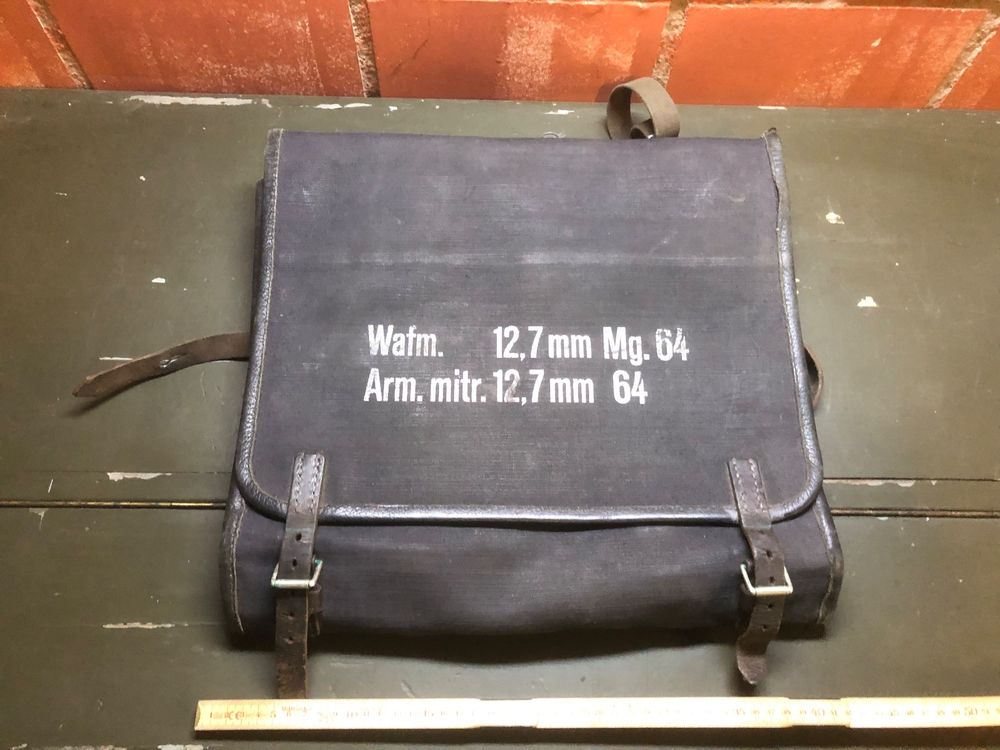 Wafm. 12,7 mm Mg. 64
Arm. mitr. 12,7 mm 64